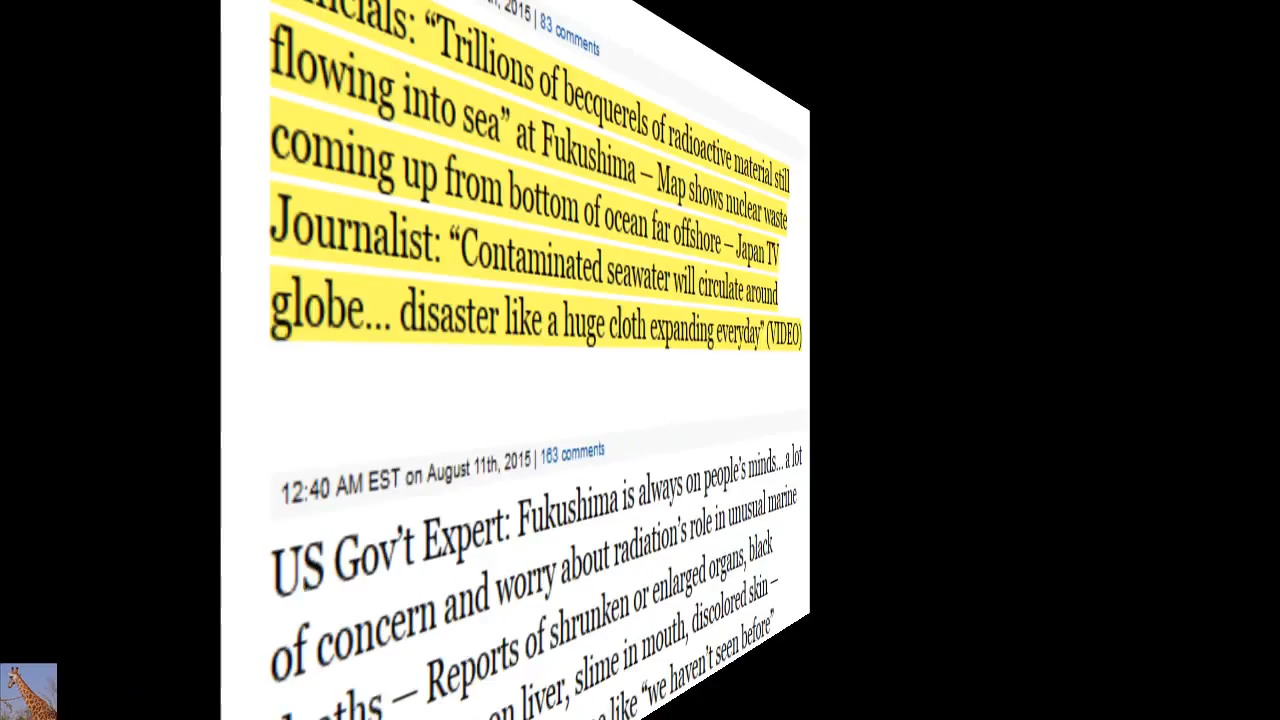 2015 | 83 comments
"Trillions of becquerels of radioactive material still
flowing into sea" at Fukushima – Map shows nuclear waste
coming up from bottom of ocean far offshore – Japan TV
Journalist: "Contaminated seawater will circulate around
globe... disaster like a huge cloth expanding everyday" (VIDEO)
12:40 AM EST on August 11th, 2015 | 163 comments
US Gov't Expert: Fukushima is always on people's minds... a lot
of concern and worry about radiation's role in unusual marine
– Reports of shrunken or enlarged organs, black
on liver, slime in mouth, discolored skin –
like "we haven't seen before"